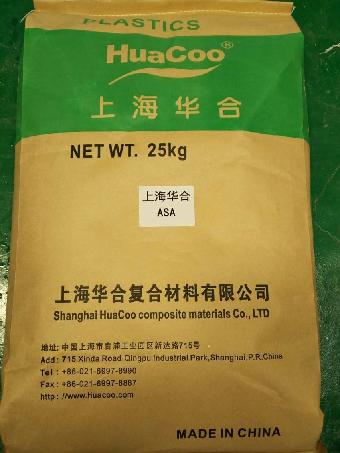 PLASTICS
HuaCoo®
上海华合
NET WT. 25kg
上海华合
ASA
上海华合复合材料有限公司
Shanghai HuaCoo composite materials Co., LTD
地址: 中国上海市青浦工业园区新达路715号
Add: 715 Xinda Road Qingpu Industrial Park, Shanghai, P.R.China
Tel: +86-021-6997-8990
Fax: +86-021-6997-8887
http://www.huacoo.com
MADE IN CHINA